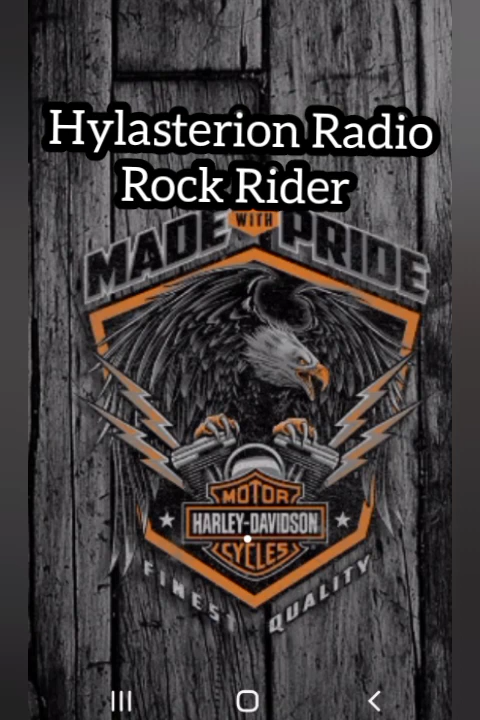 Hylasterion Radio
Rock Rider
WITH
MADE PRIDE
MOTOR
HARLEY-DAVIDSON
CYCLES
FINEST QUALITY